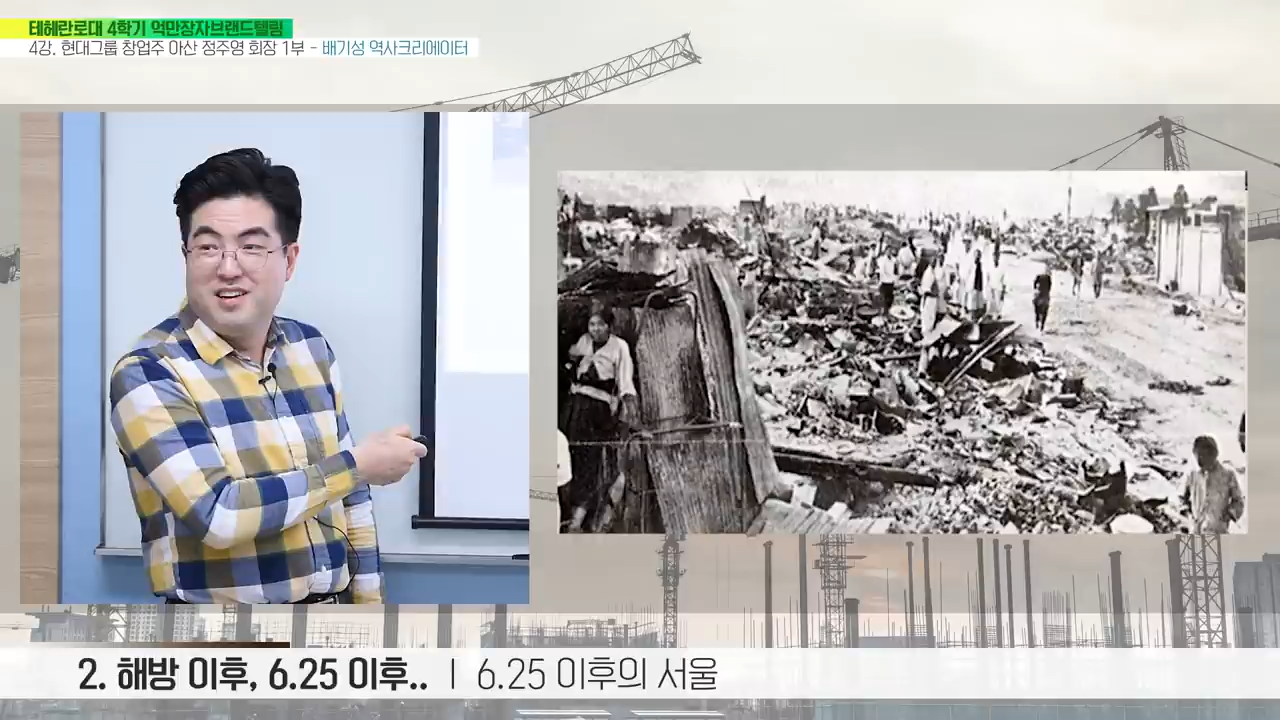 테헤란로대 4학기 억만장자브랜드텔링
4강. 현대그룹 창업주 아산 정주영 회장 1부 - 배기성 역사크리에이터
2. 해방 이후, 6.25 이후.. | 6.25 이후의 서울